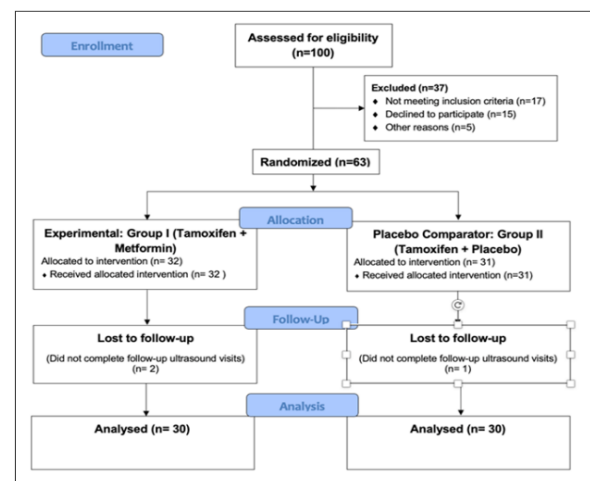 Enrollment
Assessed for eligibility
(n=100)
Excluded (n=37)
♦ Not meeting inclusion criteria (n=17)
♦ Declined to participate (n=15)
♦ Other reasons (n=5)
Randomized (n=63)
Allocation
Experimental: Group I (Tamoxifen +
Metformin)
Allocated to intervention (n= 32)
♦ Received allocated intervention (n= 32 )
Placebo Comparator: Group II
(Tamoxifen + Placebo)
Allocated to intervention (n= 31)
♦ Received allocated intervention (n=31)
Follow-Up
Lost to follow-up
(Did not complete follow-up ultrasound visits)
(n= 2)
Lost to follow-up
(Did not complete follow-up ultrasound visits)
(n= 1)
Analysis
Analysed (n= 30)
Analysed (n= 30)